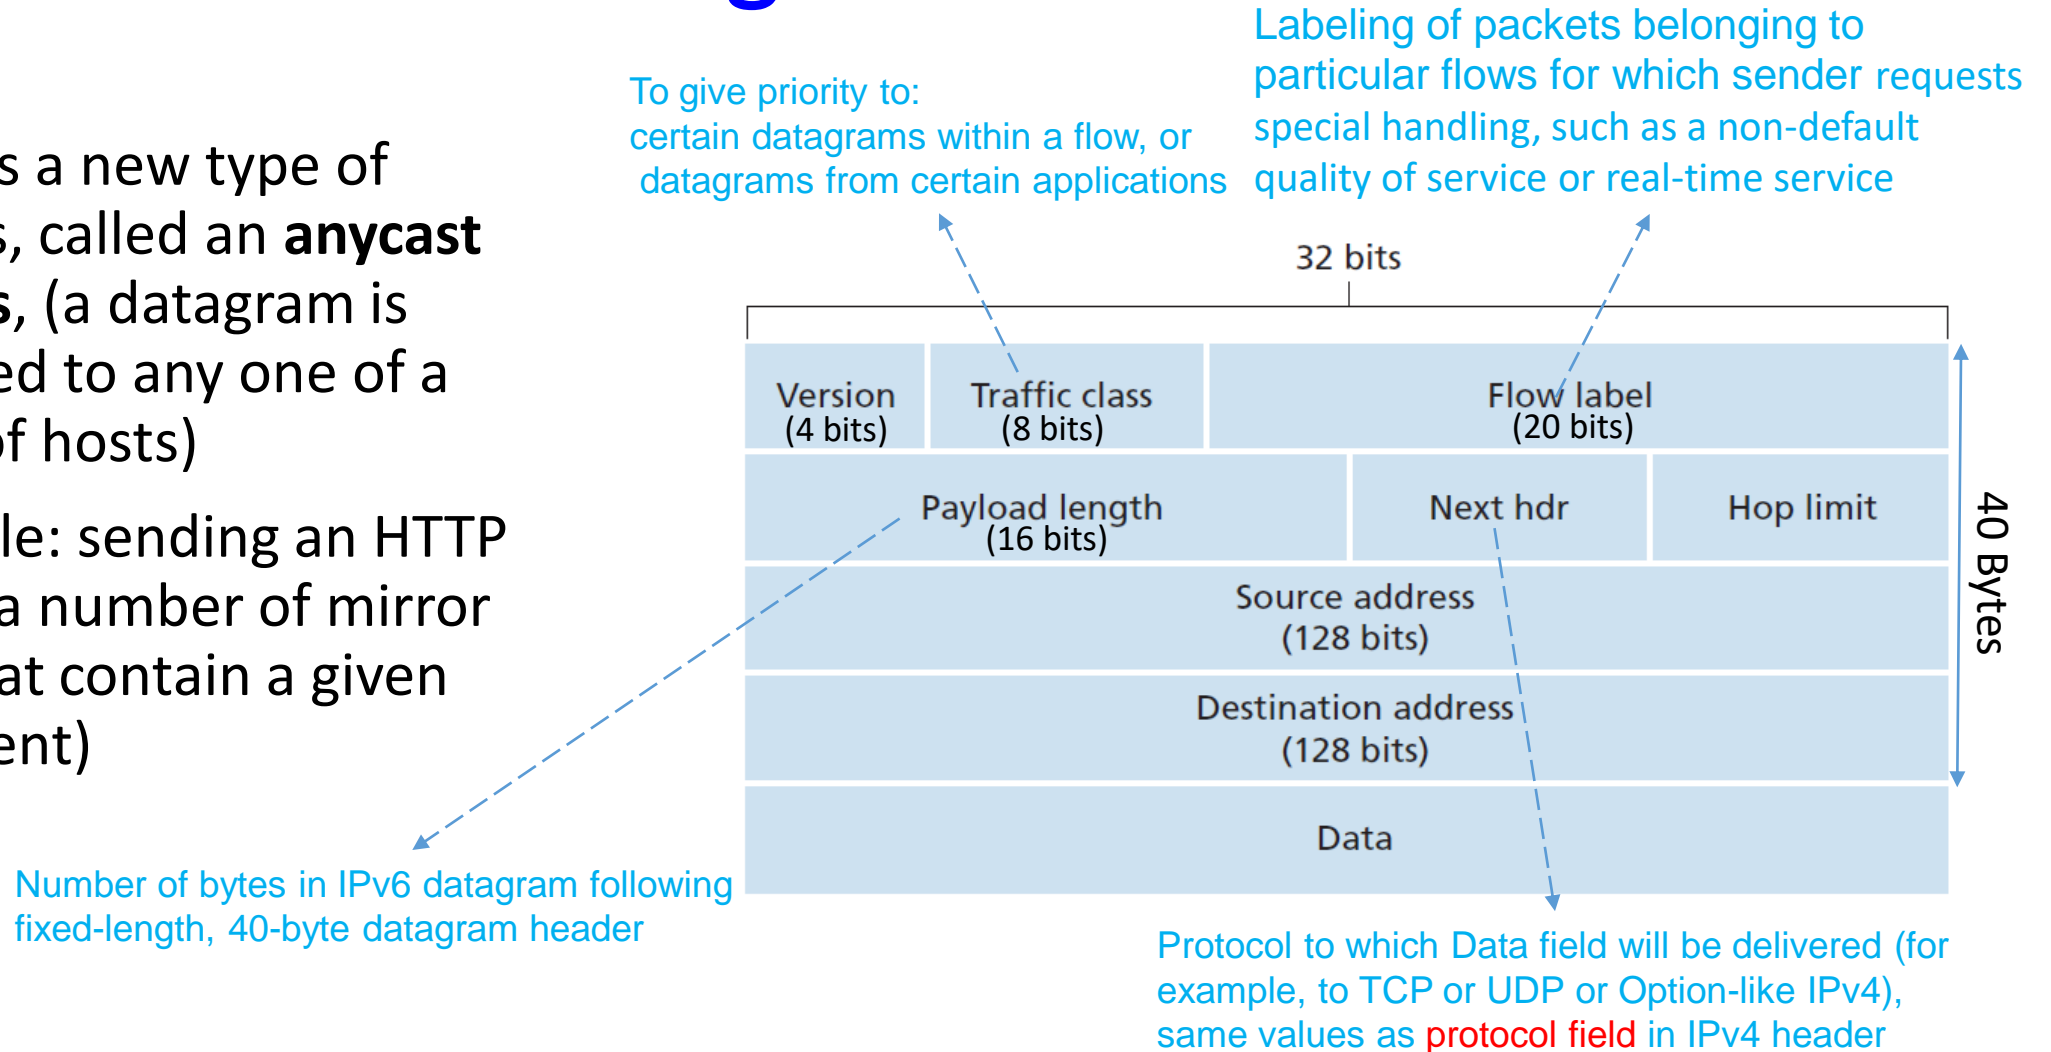 s a new type of
s, called an anycast
s, (a datagram is
ed to any one of a
of hosts)
le: sending an HTTP
a number of mirror
at contain a given
ent)
To give priority to:
certain datagrams within a flow, or
datagrams from certain applications
Labeling of packets belonging to
particular flows for which sender requests
special handling, such as a non-default
quality of service or real-time service
32 bits
Version
(4 bits)
Traffic class
(8 bits)
Flow label
(20 bits)
Payload length
(16 bits)
Next hdr
Hop limit
Source address
(128 bits)
Destination address
(128 bits)
Data
40 Bytes
Number of bytes in IPv6 datagram following
fixed-length, 40-byte datagram header
Protocol to which Data field will be delivered (for
example, to TCP or UDP or Option-like IPv4),
same values as protocol field in IPv4 header